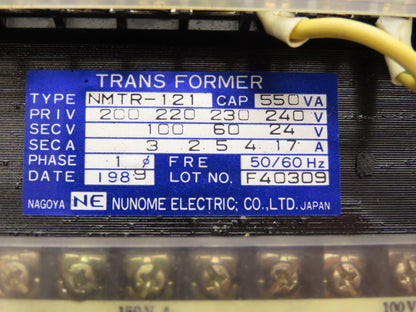 TRANS FORMER
TYPE NMTR-121 CAP 550 VA
PRI V 200 220 230 240 V
SEC V 100 60 24 V
SEC A 3 2.5 4.17 A
PHASE 1 ø FRE 50/60 Hz
DATE 1989 LOT NO. F40309
NAGOYA NE NUNOME ELECTRIC; CO., LTD. JAPAN
100V